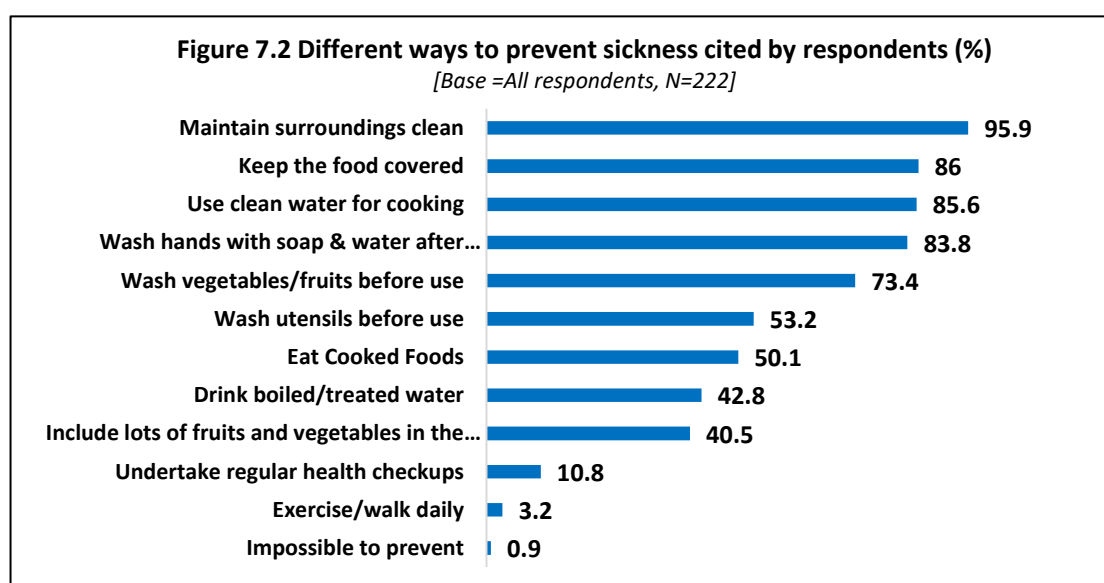 Figure 7.2 Different ways to prevent sickness cited by respondents (%)
[Base =All respondents, N=222]
Maintain surroundings clean 95.9
Keep the food covered 86
Use clean water for cooking 85.6
Wash hands with soap & water after… 83.8
Wash vegetables/fruits before use 73.4
Wash utensils before use 53.2
Eat Cooked Foods 50.1
Drink boiled/treated water 42.8
Include lots of fruits and vegetables in the… 40.5
Undertake regular health checkups 10.8
Exercise/walk daily 3.2
Impossible to prevent 0.9